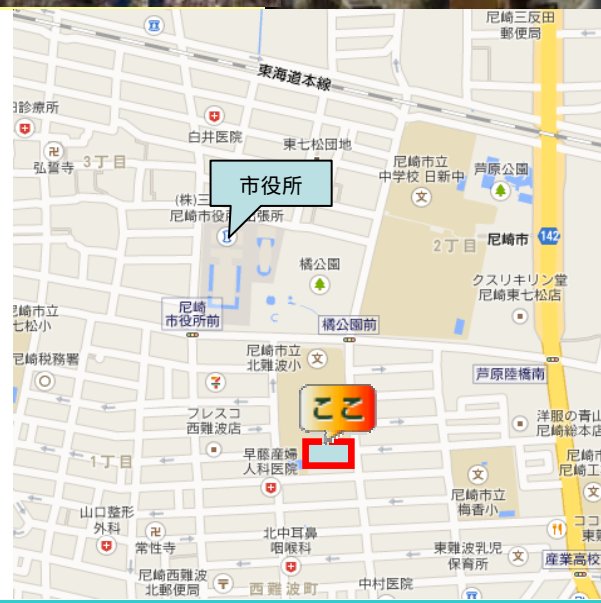 尼崎三反田
郵便局
東海道本線
白井医院
診療所
東七松団地
弘誓寺
3丁目
尼崎市立
中学校 日新中
芦原公園
市役所
(株)三
尼崎市役所
出張所
2丁目
尼崎市
142
橘公園
クスリキリン堂
尼崎東七松店
尼崎
市役所前
橘公園前
尼崎市立
七松小
尼崎市立
北難波小
尼崎税務署
芦原陸橋南
ここ
フレスコ
西難波店
洋服の青山
尼崎総本店
早藤産婦
人科医院
1丁目
尼崎市
尼崎工
尼崎市立
梅香小
山口整形
外科
常性寺
北中耳鼻
咽喉科
ココ
東難
東難波乳児
保育所
産業高校
尼崎西難波
北郵便局
西難波町
中村医院